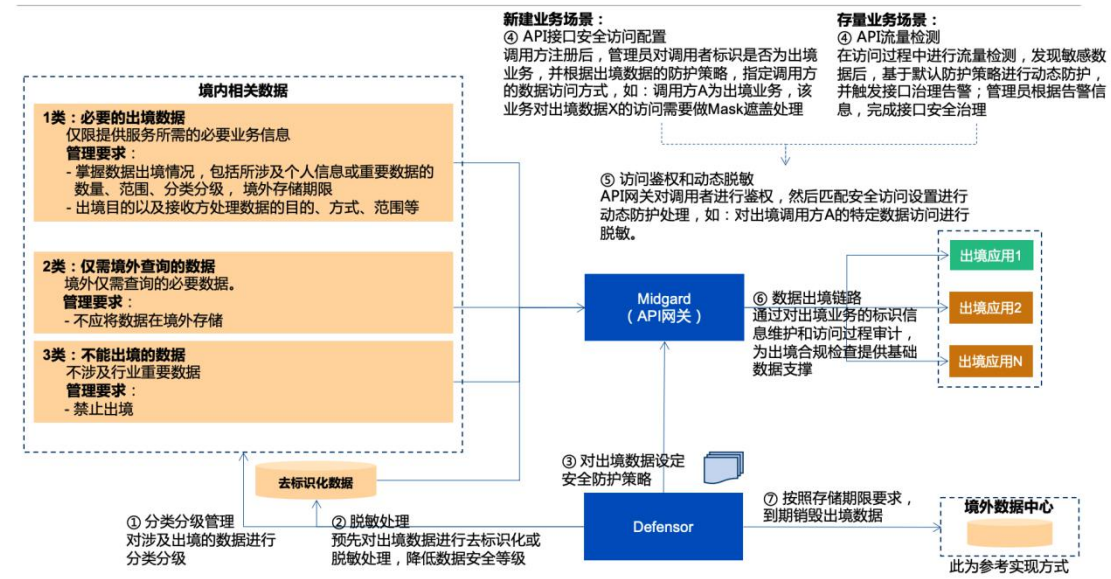 新建业务场景：
④ API接口安全访问配置
调用方注册后，管理员对调用者标识是否为出境
业务，并根据出境数据的防护策略，指定调用方
的数据访问方式，如：调用方A为出境业务，该
业务对出境数据X的访问需要做Mask遮盖处理
存量业务场景：
④ API流量检测
在访问过程中进行流量检测，发现敏感数
据后，基于默认防护策略进行动态防护，
并触发接口治理告警；管理员根据告警信
息，完成接口安全治理
境内相关数据
1类：必要的出境数据
仅限提供服务所需的必要业务信息
管理要求：
- 掌握数据出境情况，包括所涉及个人信息或重要数据的
数量、范围、分类分级， 境外存储期限
- 出境目的以及接收方处理数据的目的、方式、范围等
2类：仅需境外查询的数据
境外仅需查询的必要数据。
管理要求：
- 不应将数据在境外存储
3类：不能出境的数据
不涉及行业重要数据
管理要求：
- 禁止出境
⑤ 访问鉴权和动态脱敏
API网关对调用者进行鉴权，然后匹配安全访问设置进行
动态防护处理，如：对出境调用方A的特定数据访问进行
脱敏。
Midgard
（API网关）
⑥ 数据出境链路
通过对出境业务的标识信
息维护和访问过程审计，
为出境合规检查提供基础
数据支撑
出境应用1
出境应用2
出境应用N
去标识化数据
① 分类分级管理
对涉及出境的数据进行
分类分级
② 脱敏处理
预先对出境数据进行去标识化或
脱敏处理，降低数据安全等级
③ 对出境数据设定
安全防护策略
Defensor
⑦ 按照存储期限要求，
到期销毁出境数据
境外数据中心
此为参考实现方式